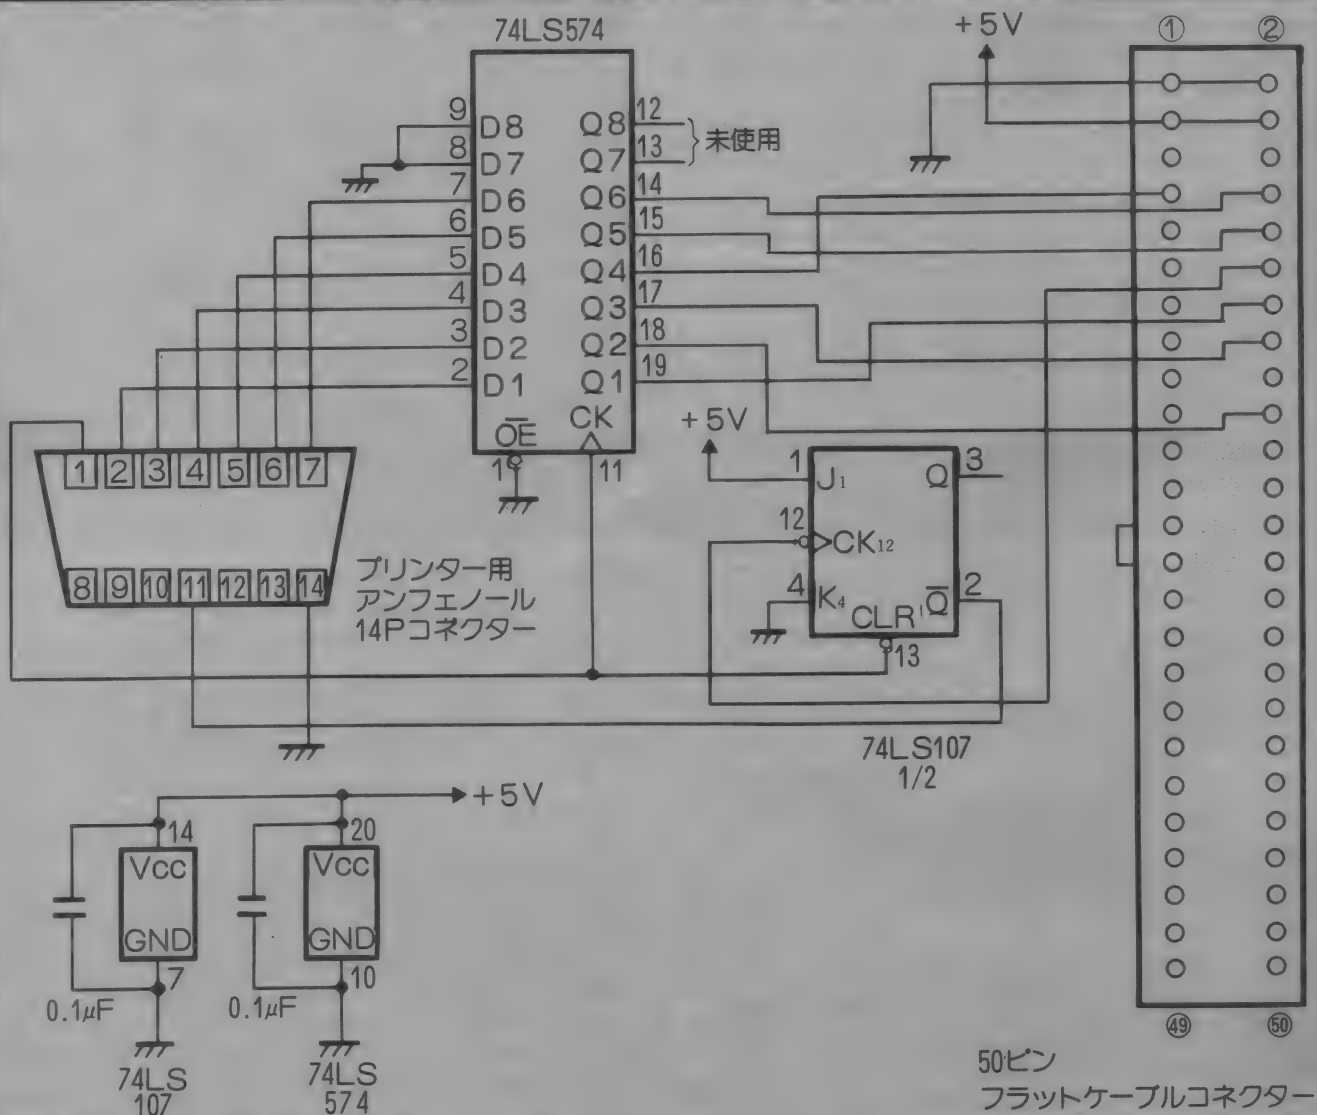 74LS574
+5V
① ②
9 D8 Q8 12
8 D7 Q7 13
未使用
7 D6 Q6 14
6 D5 Q5 15
5 D4 Q4 16
4 D3 Q3 17
3 D2 Q2 18
2 D1 Q1 19
OE CK
1 11
1 2 3 4 5 6 7
8 9 10 11 12 13 14
プリンター用
アンフェノール
14Pコネクター
+5V
1 J1 Q 3
12 CK12
4 K4 Q 2
CLR
13
74LS107
1/2
+5V
14 20
Vcc Vcc
GND GND
7 10
0.1μF 0.1μF
74LS
107
74LS
574
㊾ ㊿
50ピン
フラットケーブルコネクター